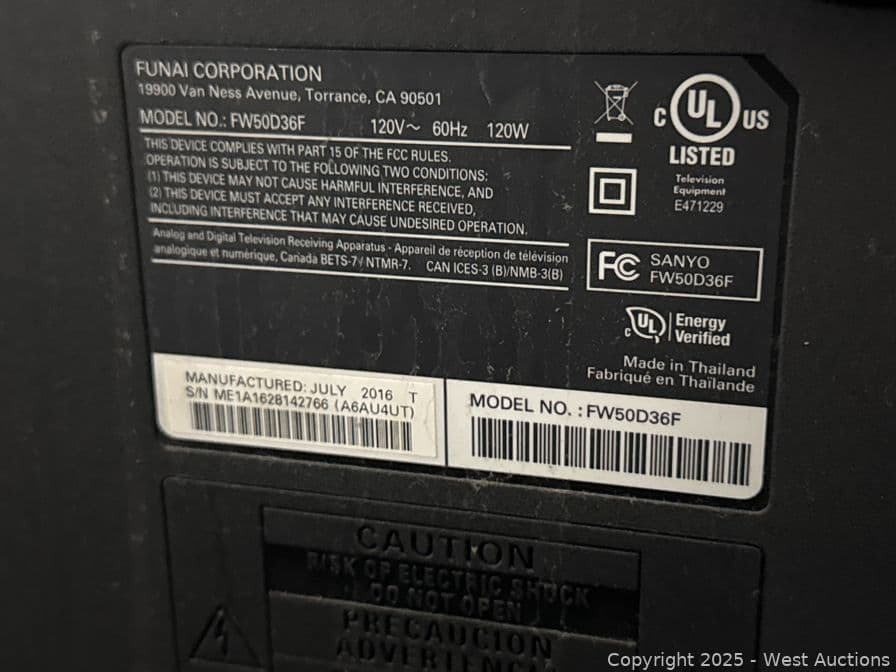 FUNAI CORPORATION
19900 Van Ness Avenue, Torrance, CA 90501
MODEL NO.: FW50D36F 120V~ 60Hz 120W
THIS DEVICE COMPLIES WITH PART 15 OF THE FCC RULES.
OPERATION IS SUBJECT TO THE FOLLOWING TWO CONDITIONS:
(1) THIS DEVICE MAY NOT CAUSE HARMFUL INTERFERENCE, AND
(2) THIS DEVICE MUST ACCEPT ANY INTERFERENCE RECEIVED,
INCLUDING INTERFERENCE THAT MAY CAUSE UNDESIRED OPERATION.
Analog and Digital Television Receiving Apparatus - Appareil de réception de télévision
analogique et numérique, Canada BETS-7 / NTMR-7. CAN ICES-3 (B)/NMB-3(B)
C UL US
LISTED
Television
Equipment
E471229
FC SANYO
FW50D36F
c UL Energy
Verified
Made in Thailand
Fabriqué en Thaïlande
MANUFACTURED: JULY 2016 T
S/N ME1A1628142766 (A6AU4UT)
MODEL NO. : FW50D36F
CAUTION
RISK OF ELECTRIC SHOCK
DO NOT OPEN
PRECAUCION
ADVERTENCIA
Copyright 2025 - West Auctions